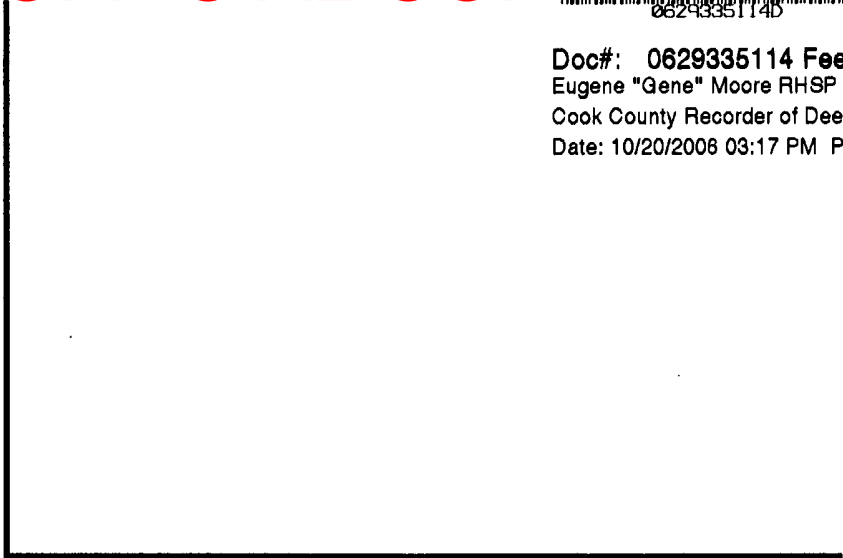 0629335114D
Doc#: 0629335114 Fee
Eugene "Gene" Moore RHSP
Cook County Recorder of Dee
Date: 10/20/2006 03:17 PM P